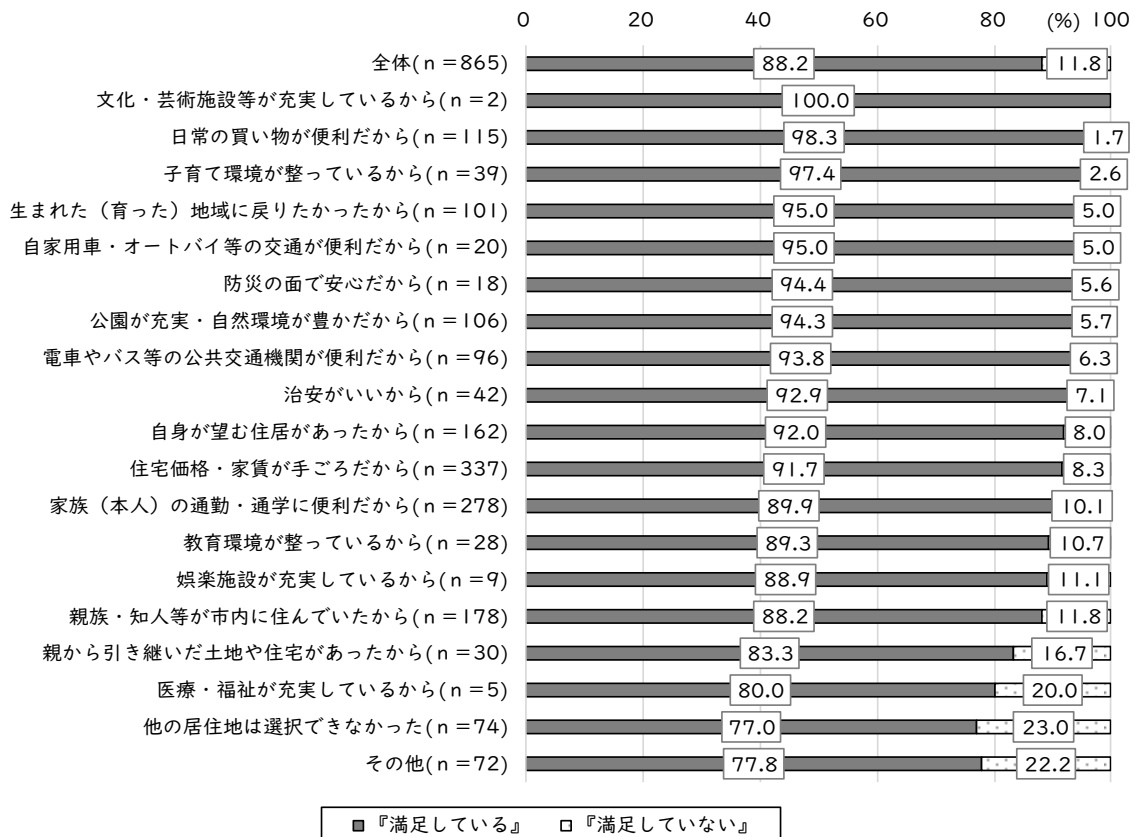 0 20 40 60 80 (%) 100
全体(n=865) 88.2 11.8
文化・芸術施設等が充実しているから(n=2) 100.0
日常の買い物が便利だから(n=115) 98.3 1.7
子育て環境が整っているから(n=39) 97.4 2.6
生まれた（育った）地域に戻りたかったから(n=101) 95.0 5.0
自家用車・オートバイ等の交通が便利だから(n=20) 95.0 5.0
防災の面で安心だから(n=18) 94.4 5.6
公園が充実・自然環境が豊かだから(n=106) 94.3 5.7
電車やバス等の公共交通機関が便利だから(n=96) 93.8 6.3
治安がいいから(n=42) 92.9 7.1
自身が望む住居があったから(n=162) 92.0 8.0
住宅価格・家賃が手ごろだから(n=337) 91.7 8.3
家族（本人）の通勤・通学に便利だから(n=278) 89.9 10.1
教育環境が整っているから(n=28) 89.3 10.7
娯楽施設が充実しているから(n=9) 88.9 11.1
親族・知人等が市内に住んでいたから(n=178) 88.2 11.8
親から引き継いだ土地や住宅があったから(n=30) 83.3 16.7
医療・福祉が充実しているから(n=5) 80.0 20.0
他の居住地は選択できなかった(n=74) 77.0 23.0
その他(n=72) 77.8 22.2
『満足している』 『満足していない』